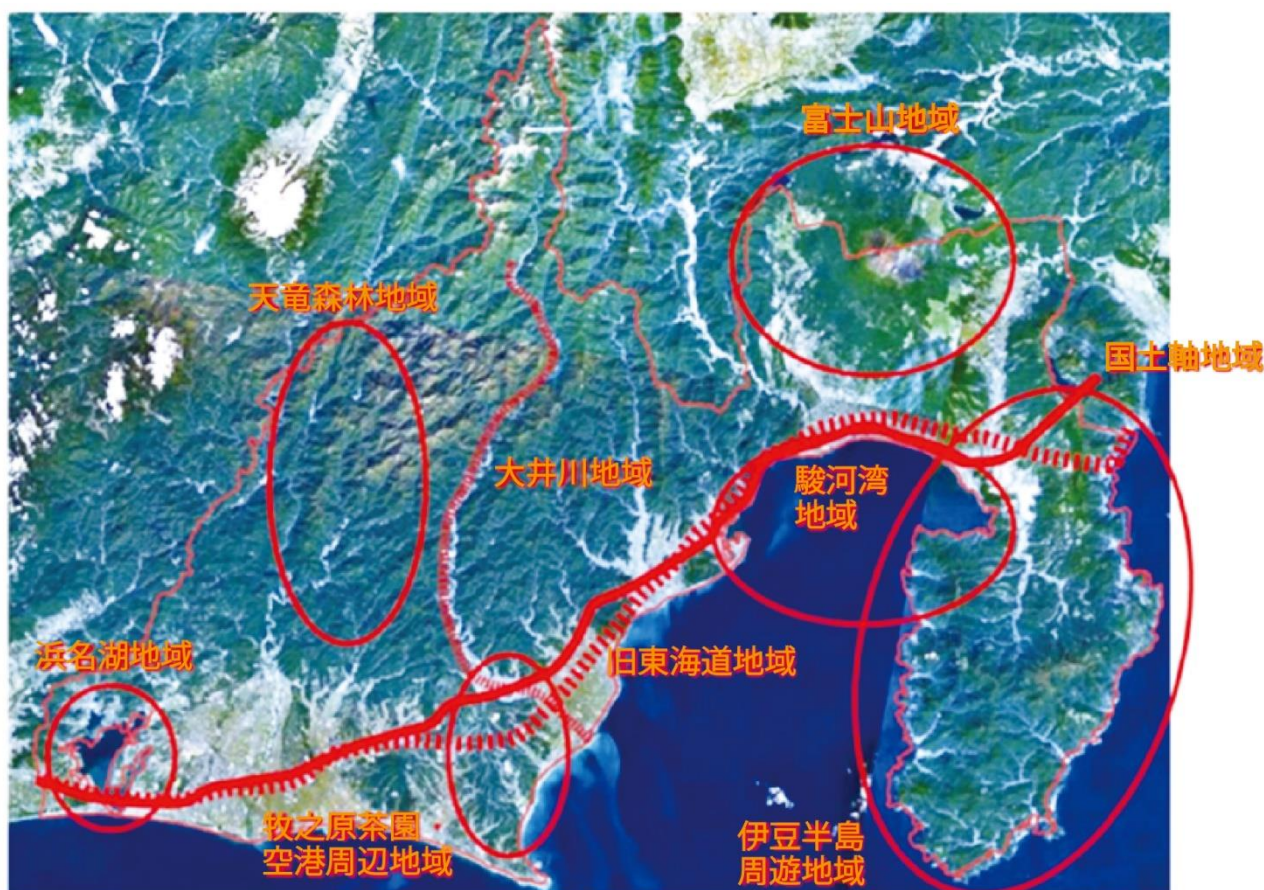 富士山地域
天竜森林地域
国土軸地域
大井川地域
駿河湾
地域
浜名湖地域
旧東海道地域
牧之原茶園
空港周辺地域
伊豆半島
周遊地域